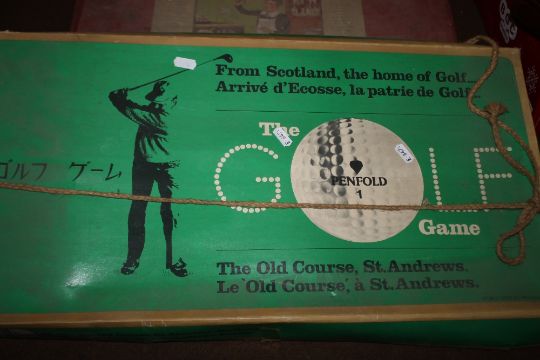 From Scotland, the home of Golf...
Arrivé d'Ecosse, la patrie de Golf
ゴルフ ゲーム
The
GOLF
PENFOLD
1
Game
The Old Course, St. Andrews.
Le 'Old Course', à St. Andrews.